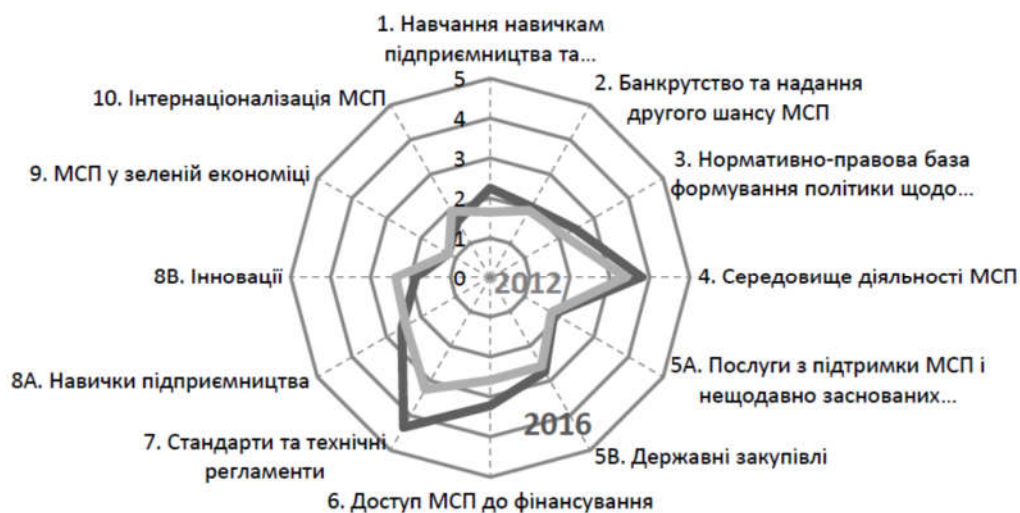 1. Навчання навичкам
підприємництва та...
2. Банкрутство та надання
другого шансу МСП
3. Нормативно-правова база
формування політики щодо...
4. Середовище діяльності МСП
5А. Послуги з підтримки МСП і
нещодавно заснованих...
5В. Державні закупівлі
6. Доступ МСП до фінансування
7. Стандарти та технічні
регламенти
8А. Навички підприємництва
8В. Інновації
9. МСП у зеленій економіці
10. Інтернаціоналізація МСП
5
4
3
2
1
0
2012
2016